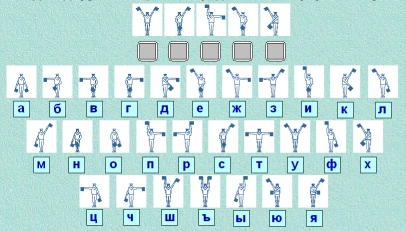 а б в г д е ж з и к л
м н о п р с т у ф х
ц ч ш ъ ы ю я